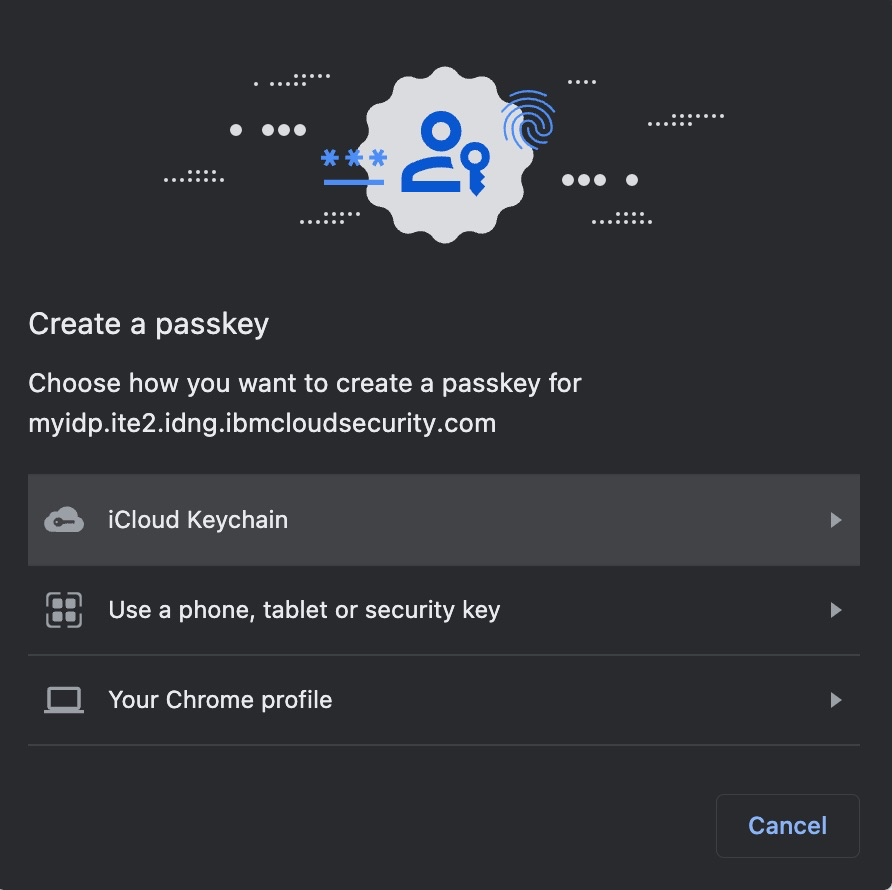 ***
Create a passkey
Choose how you want to create a passkey for
myidp.ite2.idng.ibmcloudsecurity.com
iCloud Keychain
Use a phone, tablet or security key
Your Chrome profile
Cancel